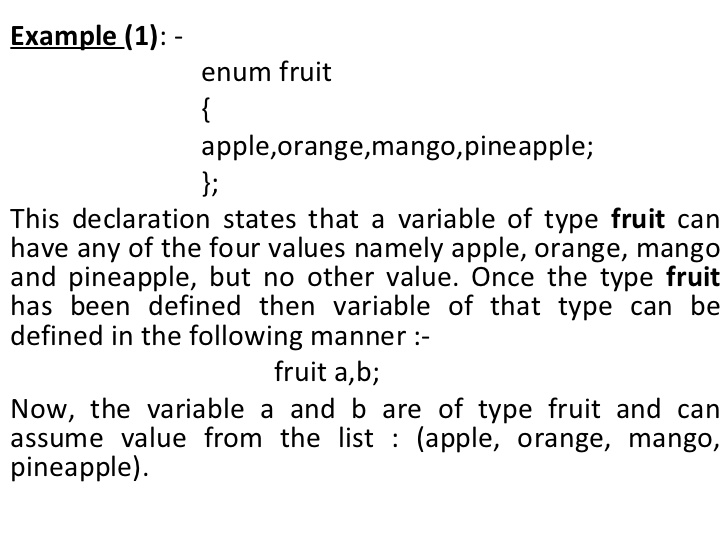 Example (1): -
enum fruit
{
apple,orange,mango,pineapple;
};
This declaration states that a variable of type fruit can
have any of the four values namely apple, orange, mango
and pineapple, but no other value. Once the type fruit
has been defined then variable of that type can be
defined in the following manner :-
fruit a,b;
Now, the variable a and b are of type fruit and can
assume value from the list : (apple, orange, mango,
pineapple).